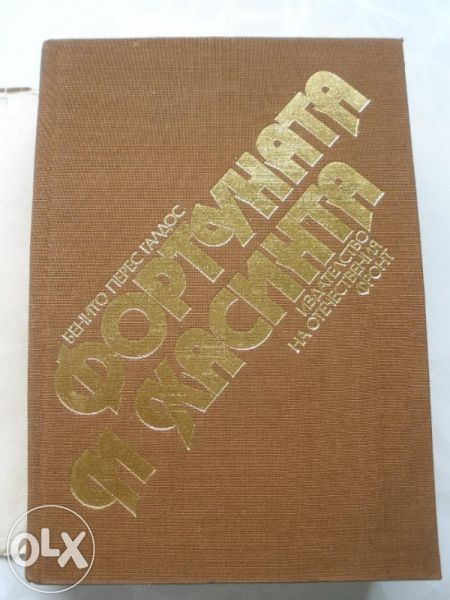 БЕНИТО ПЕРЕС ГАЛДОС
ФОРТУНАТА
И ХАСИНТА
ИЗДАТЕЛСТВО
НА ОТЕЧЕСТВЕНИЯ
ФРОНТ
OLX